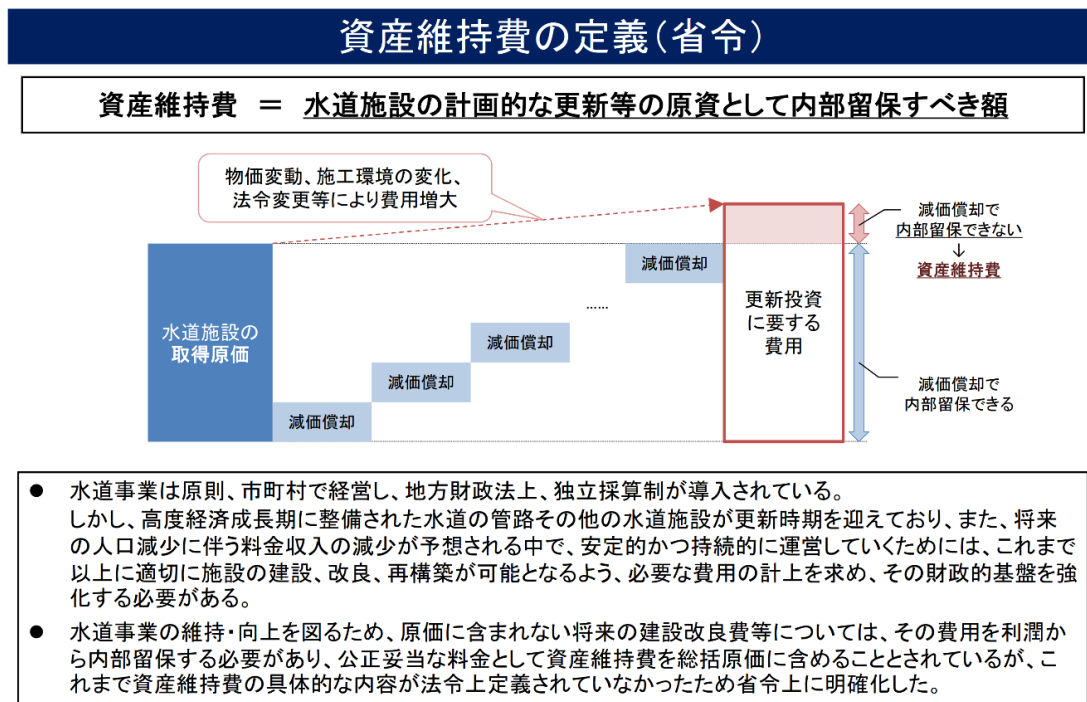 資産維持費の定義(省令)
資産維持費 = 水道施設の計画的な更新等の原資として内部留保すべき額
物価変動、施工環境の変化、
法令変更等により費用増大
水道施設の
取得原価
減価償却
減価償却
減価償却
……
減価償却
更新投資
に要する
費用
減価償却で
内部留保できない
↓
資産維持費
減価償却で
内部留保できる
● 水道事業は原則、市町村で経営し、地方財政法上、独立採算制が導入されている。
しかし、高度経済成長期に整備された水道の管路その他の水道施設が更新時期を迎えており、また、将来
の人口減少に伴う料金収入の減少が予想される中で、安定的かつ持続的に運営していくためには、これまで
以上に適切に施設の建設、改良、再構築が可能となるよう、必要な費用の計上を求め、その財政的基盤を強
化する必要がある。
● 水道事業の維持・向上を図るため、原価に含まれない将来の建設改良費等については、その費用を利潤か
ら内部留保する必要があり、公正妥当な料金として資産維持費を総括原価に含めることとされているが、こ
れまで資産維持費の具体的な内容が法令上定義されていなかったため省令上に明確化した。